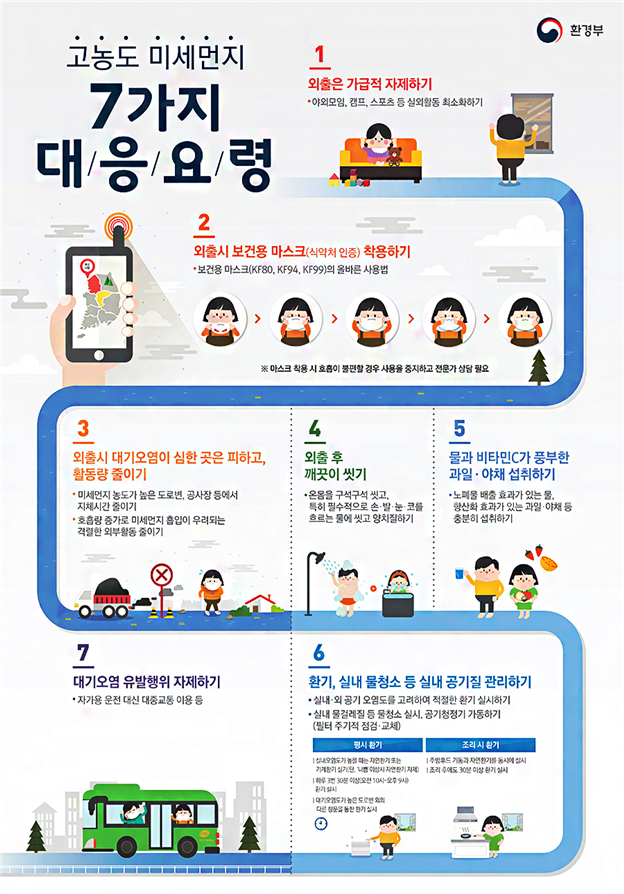 고농도 미세먼지
7가지
대/응/요/령
환경부
1
외출은 가급적 자제하기
• 야외모임, 캠프, 스포츠 등 실외활동 최소화하기
2
외출시 보건용 마스크(식약처 인증) 착용하기
• 보건용 마스크(KF80, KF94, KF99)의 올바른 사용법
※ 마스크 착용 시 호흡이 불편할 경우 사용을 중지하고 전문가 상담 필요
3
외출시 대기오염이 심한 곳은 피하고,
활동량 줄이기
• 미세먼지 농도가 높은 도로변, 공사장 등에서
지체시간 줄이기
• 호흡량 증가로 미세먼지 흡입이 우려되는
격렬한 외부활동 줄이기
4
외출 후
깨끗이 씻기
• 온몸을 구석구석 씻고,
특히 필수적으로 손·발·눈·코를
흐르는 물에 씻고 양치질하기
5
물과 비타민C가 풍부한
과일·야채 섭취하기
• 노폐물 배출 효과가 있는 물,
항산화 효과가 있는 과일·야채 등
충분히 섭취하기
7
대기오염 유발행위 자제하기
• 자가용 운전 대신 대중교통 이용 등
6
환기, 실내 물청소 등 실내 공기질 관리하기
• 실내·외 공기 오염도를 고려하여 적절한 환기 실시하기
• 실내 물걸레질 등 물청소 실시, 공기청정기 가동하기
(필터 주기적 점검·교체)
평시 환기
실내오염도가 높을 때는 자연환기 또는
기계환기 실시(단, '나쁨' 이상시 자연환기 자제)
하루 3번 30분 이상(오전 10시~오후 9시)
환기 실시
대기오염도가 높은 도로변 외의
다른 창문을 통한 환기 실시
조리 시 환기
주방후드 가동과 자연환기를 동시에 실시
조리 후에도 30분 이상 환기 실시